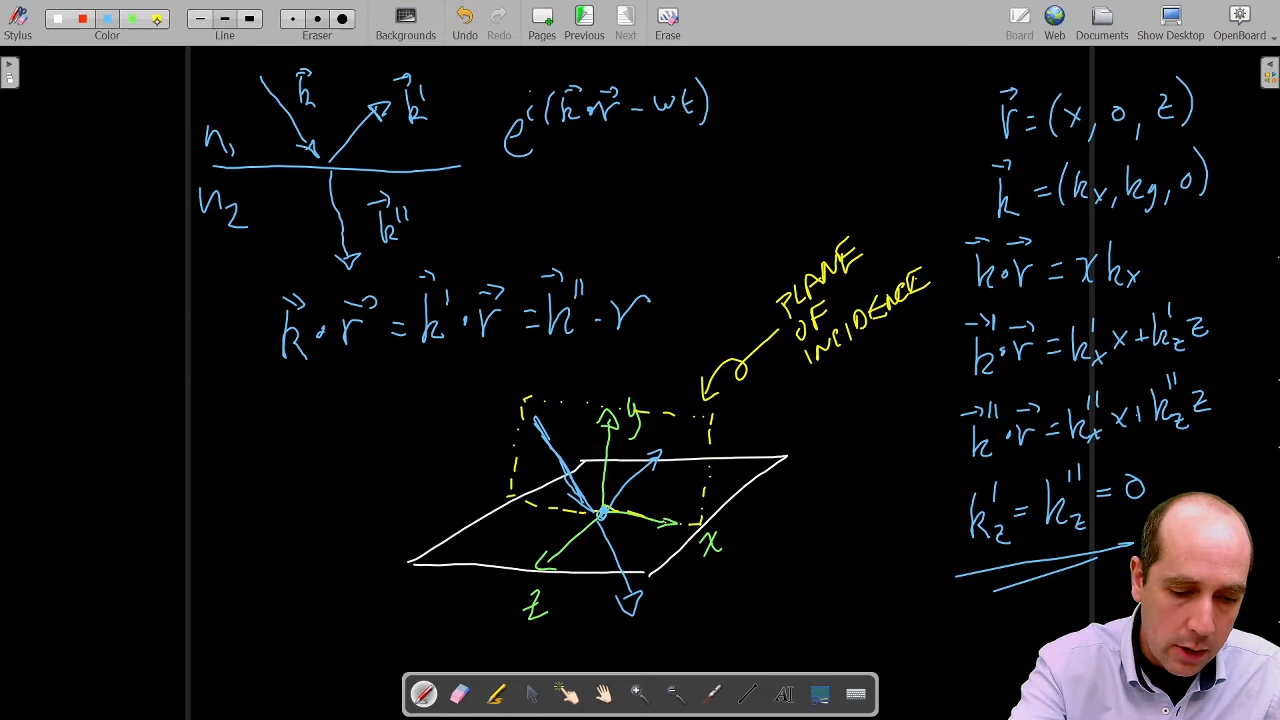 Stylus Color Line Eraser Backgrounds Undo Redo Pages Previous Next Erase Board Web Documents Show Desktop OpenBoard
k⃗
k⃗'
n₁
n₂
k⃗''
e^{i(k⃗·r⃗ - ωt)}
k⃗ · r⃗ = k⃗' · r⃗ = k⃗'' · r
PLANE
OF
INCIDENCE
y
x
z
r⃗ = (x, 0, z)
k⃗ = (kx, ky, 0)
k⃗·r⃗ = x kx
k⃗'·r⃗ = k'x x + k'z z
k⃗''·r⃗ = k''x x + k''z z
k'z = k''z = 0
AI